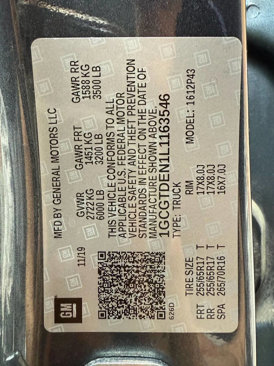 MFD BY GENERAL MOTORS LLC
11/19
GVWR GAWR FRT GAWR RR
2722 KG 1451 KG 1588 KG
6000 LB 3200 LB 3500 LB
THIS VEHICLE CONFORMS TO ALL
APPLICABLE U.S. FEDERAL MOTOR
VEHICLE SAFETY AND THEFT PREVENTION
STANDARDS IN EFFECT ON THE DATE OF
MANUFACTURE SHOWN ABOVE.
1GCGTDEN1L1163546
TYPE: TRUCK MODEL: 1612P43
TIRE SIZE RIM
FRT 255/65R17 T 17X8.0J
RR 255/65R17 T 17X8.0J
SPA 265/70R16 T 16X7.0J
GM
626D